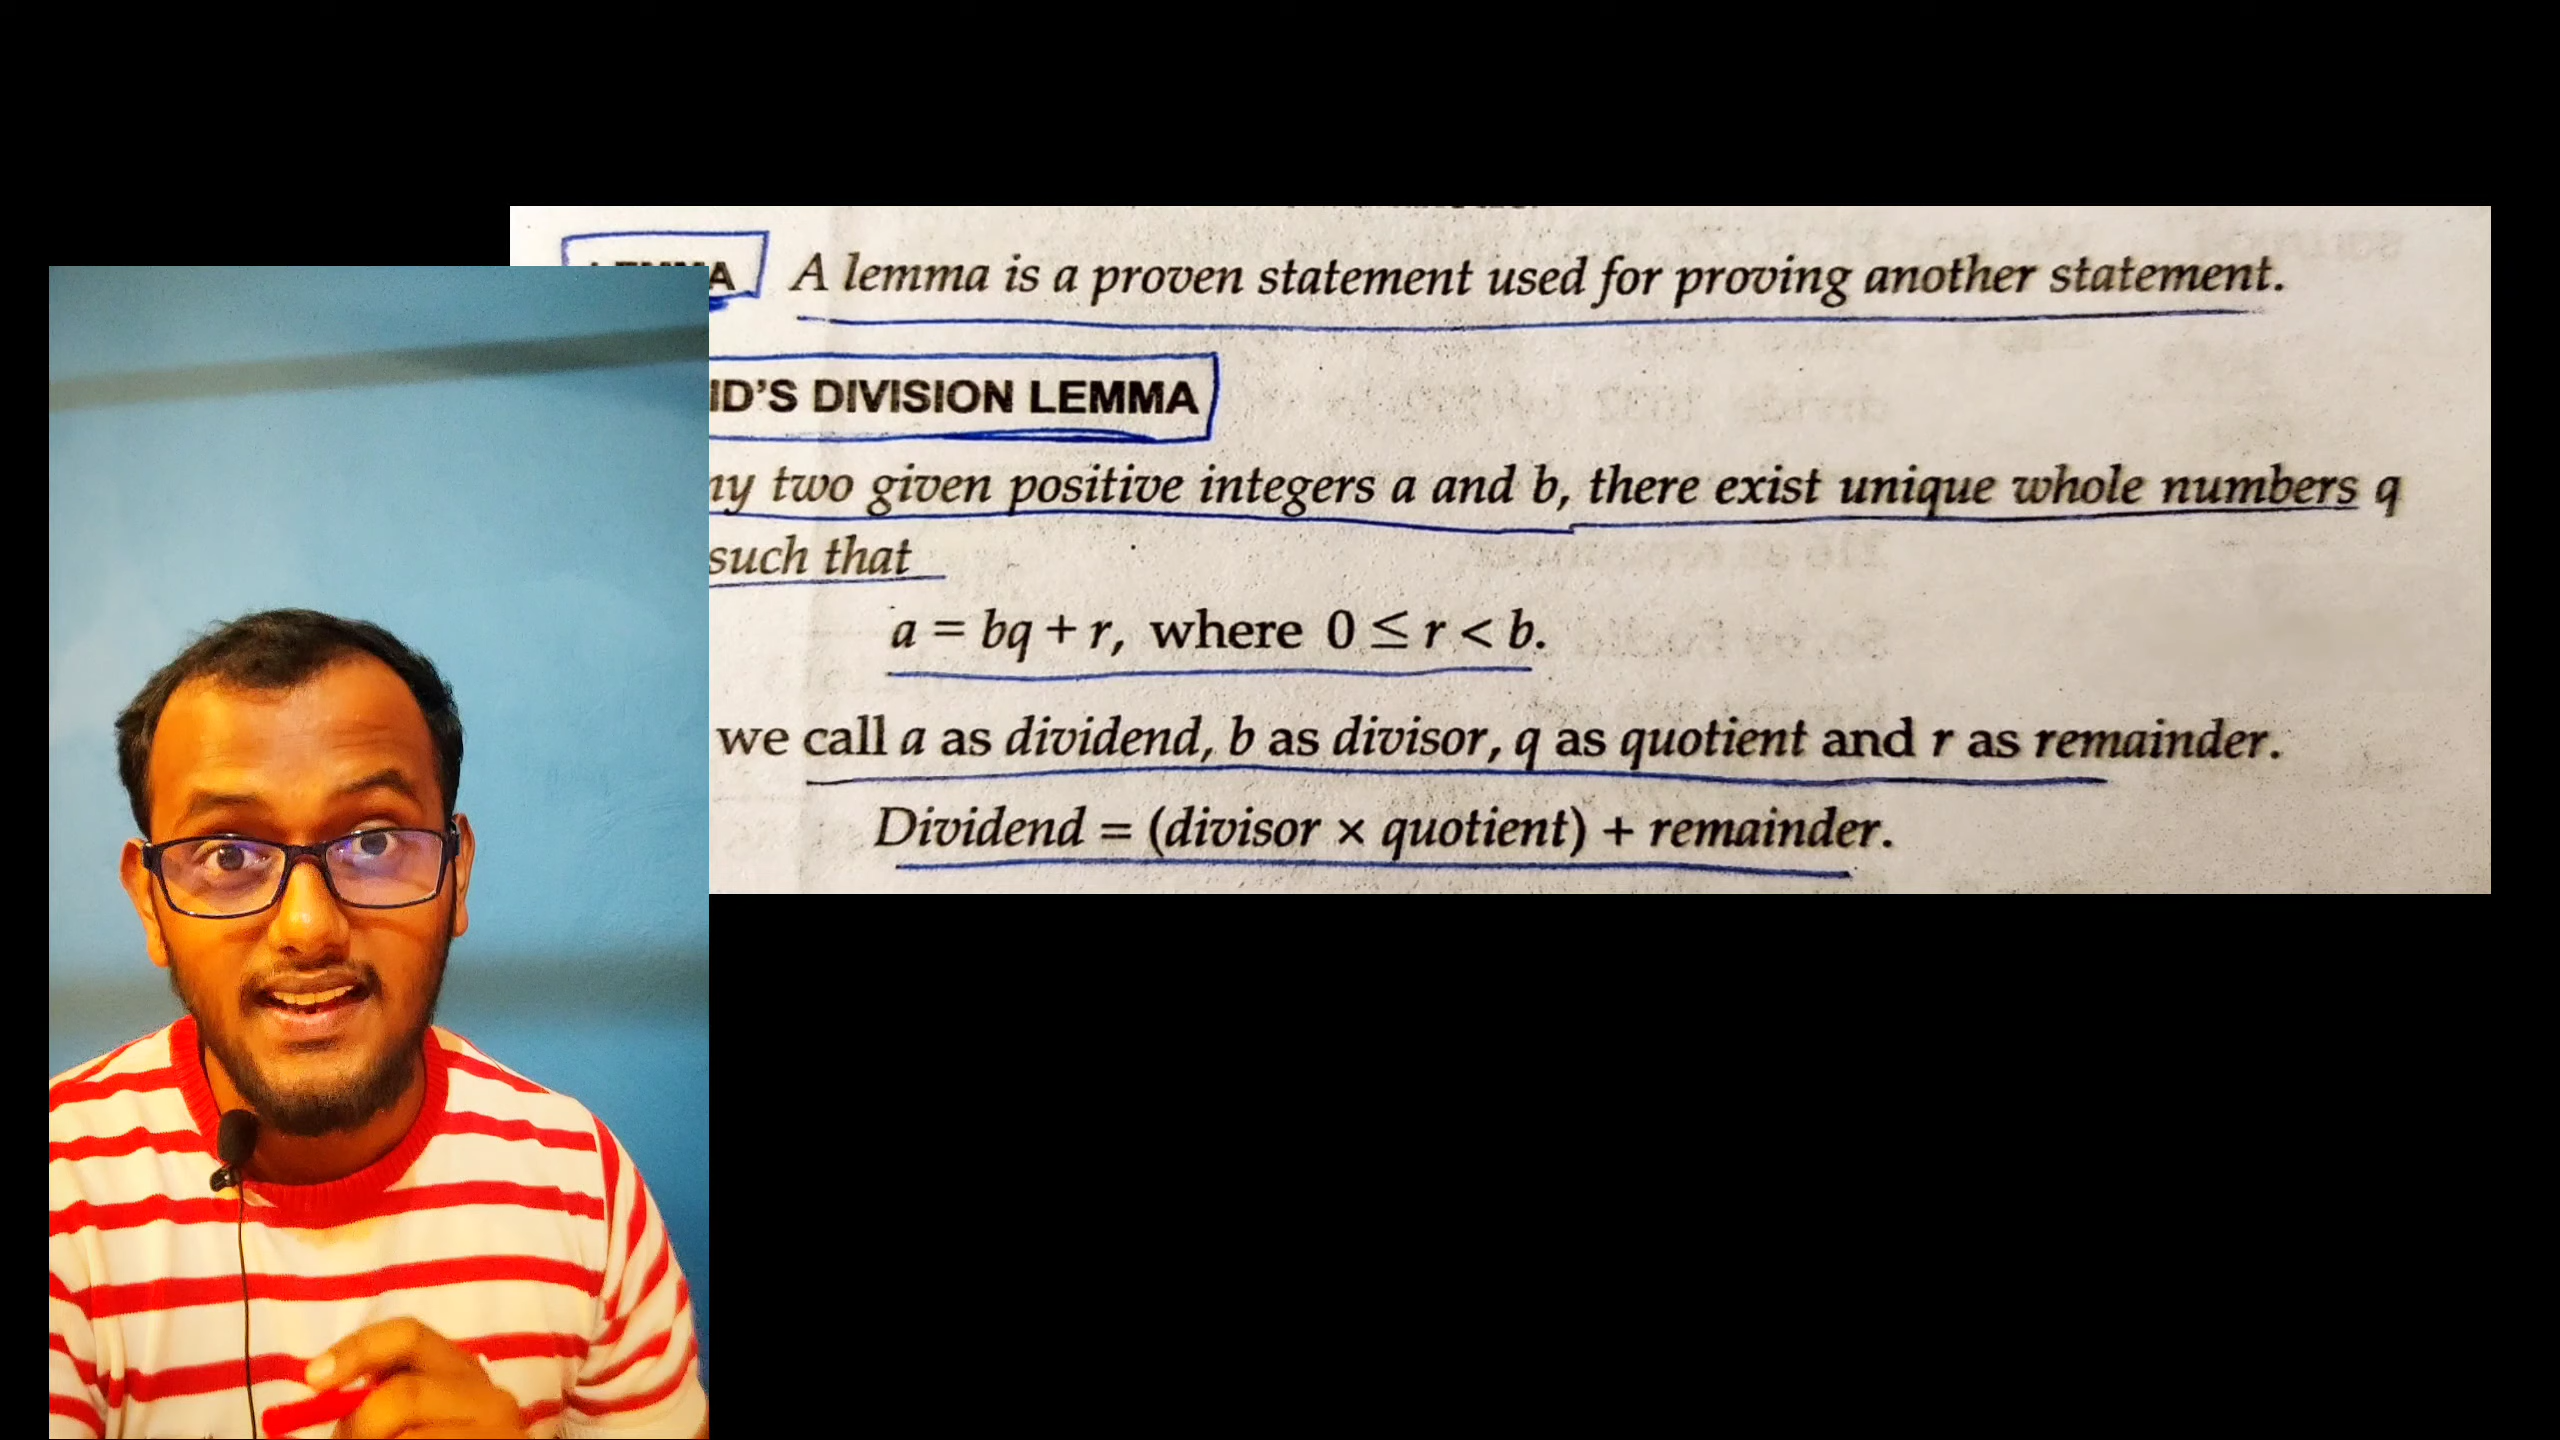 A lemma is a proven statement used for proving another statement.
ID'S DIVISION LEMMA
two given positive integers a and b, there exist unique whole numbers q
such that
a = bq + r, where 0 ≤ r < b.
we call a as dividend, b as divisor, q as quotient and r as remainder.
Dividend = (divisor × quotient) + remainder.